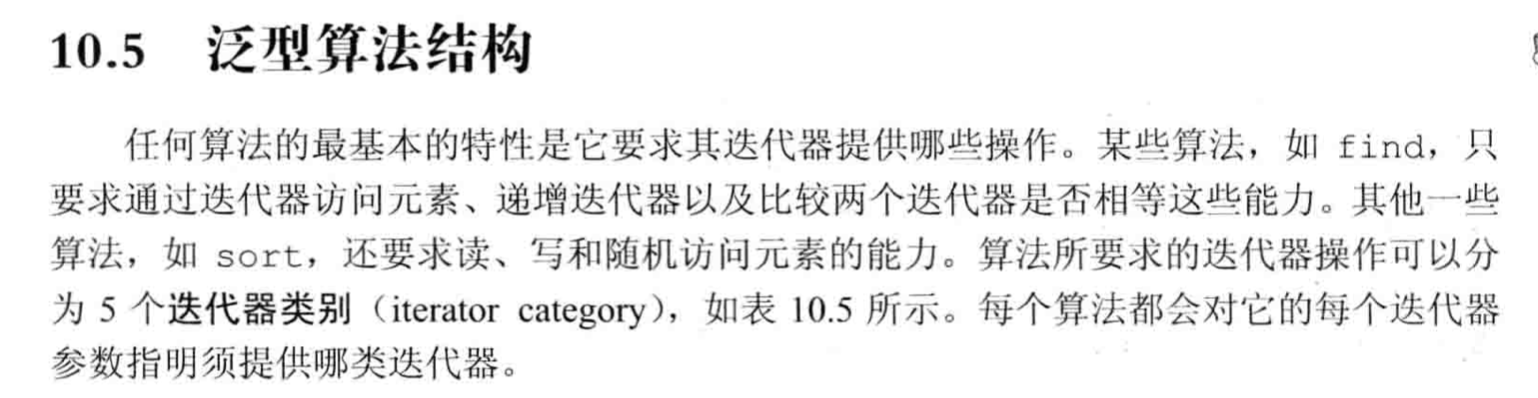 10.5 泛型算法结构
任何算法的最基本的特性是它要求其迭代器提供哪些操作。某些算法，如 find，只
要求通过迭代器访问元素、递增迭代器以及比较两个迭代器是否相等这些能力。其他一些
算法，如 sort，还要求读、写和随机访问元素的能力。算法所要求的迭代器操作可以分
为 5 个迭代器类别（iterator category），如表 10.5 所示。每个算法都会对它的每个迭代器
参数指明须提供哪类迭代器。